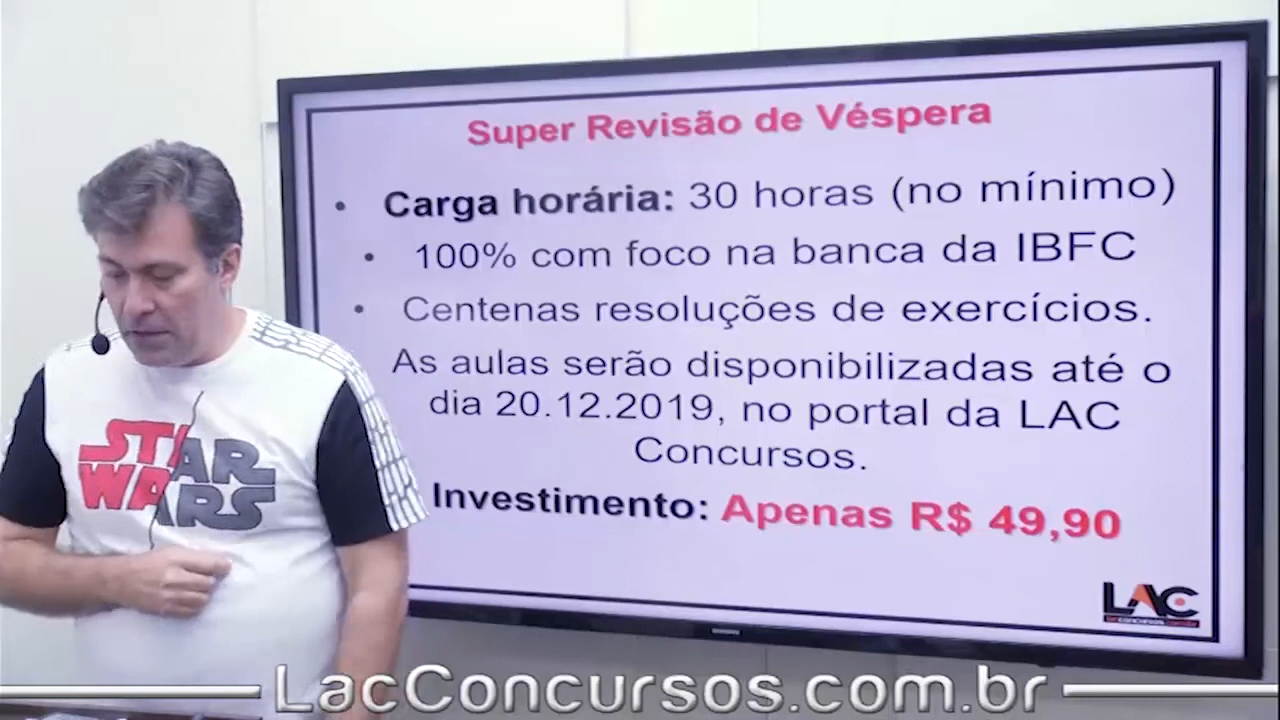 Super Revisão de Véspera
• Carga horária: 30 horas (no mínimo)
• 100% com foco na banca da IBFC
• Centenas resoluções de exercícios.
As aulas serão disponibilizadas até o
dia 20.12.2019, no portal da LAC
Concursos.
Investimento: Apenas R$ 49,90
LAC
STAR
WARS
LacConcursos.com.br